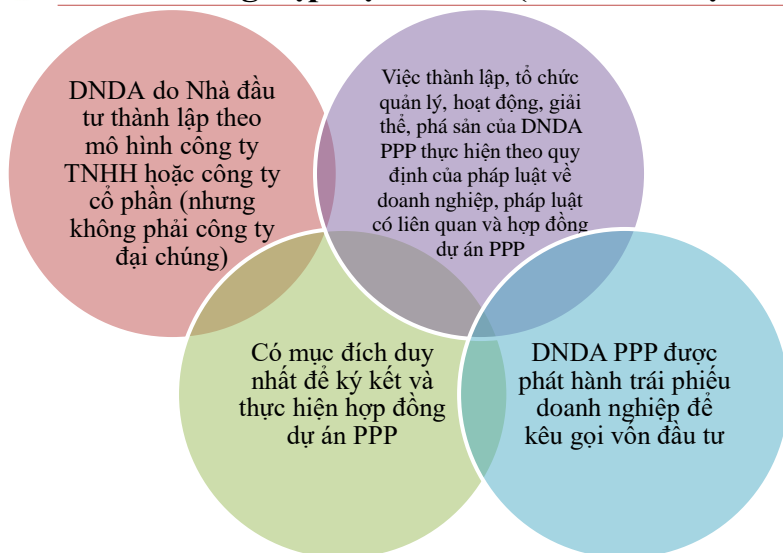 DNDA do Nhà đầu
tư thành lập theo
mô hình công ty
TNHH hoặc công ty
cổ phần (nhưng
không phải công ty
đại chúng)
Việc thành lập, tổ chức
quản lý, hoạt động, giải
thể, phá sản của DNDA
PPP thực hiện theo quy
định của pháp luật về
doanh nghiệp, pháp luật
có liên quan và hợp đồng
dự án PPP
Có mục đích duy
nhất để ký kết và
thực hiện hợp đồng
dự án PPP
DNDA PPP được
phát hành trái phiếu
doanh nghiệp để
kêu gọi vốn đầu tư